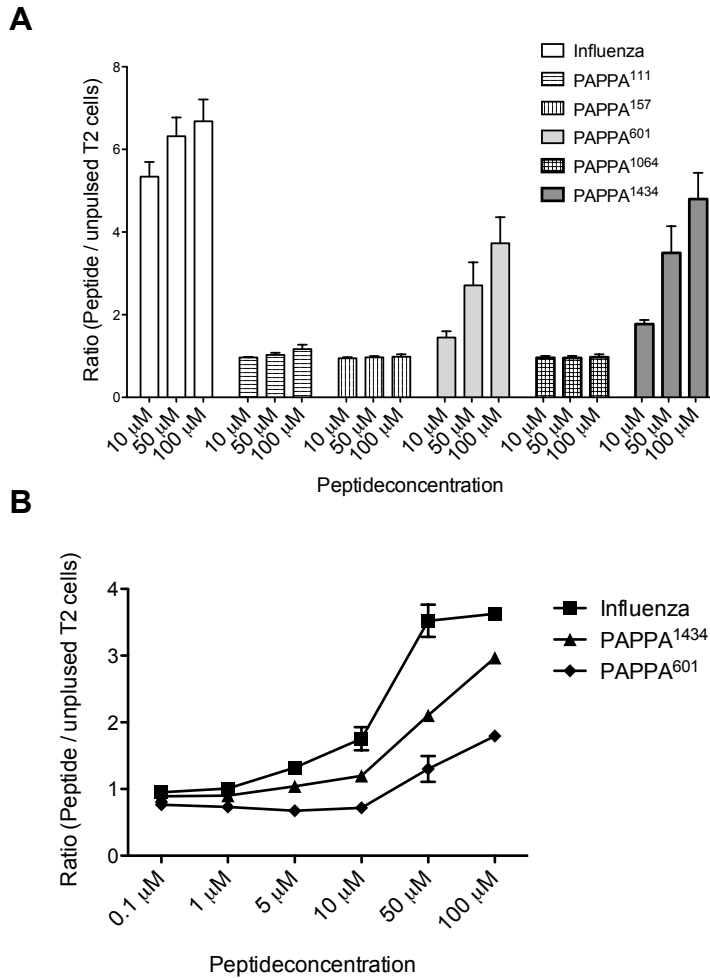 A
Influenza
PAPPA111
PAPPA157
PAPPA601
PAPPA1064
PAPPA1434
Ratio (Peptide / unpulsed T2 cells)
8
6
4
2
0
10 µM 50 µM 100 µM 10 µM 50 µM 100 µM 10 µM 50 µM 100 µM 10 µM 50 µM 100 µM 10 µM 50 µM 100 µM 10 µM 50 µM 100 µM
Peptideconcentration
B
Ratio (Peptide / unplused T2 cells)
4
3
2
1
0
Influenza
PAPPA1434
PAPPA601
0.1 µM 1 µM 5 µM 10 µM 50 µM 100 µM
Peptideconcentration